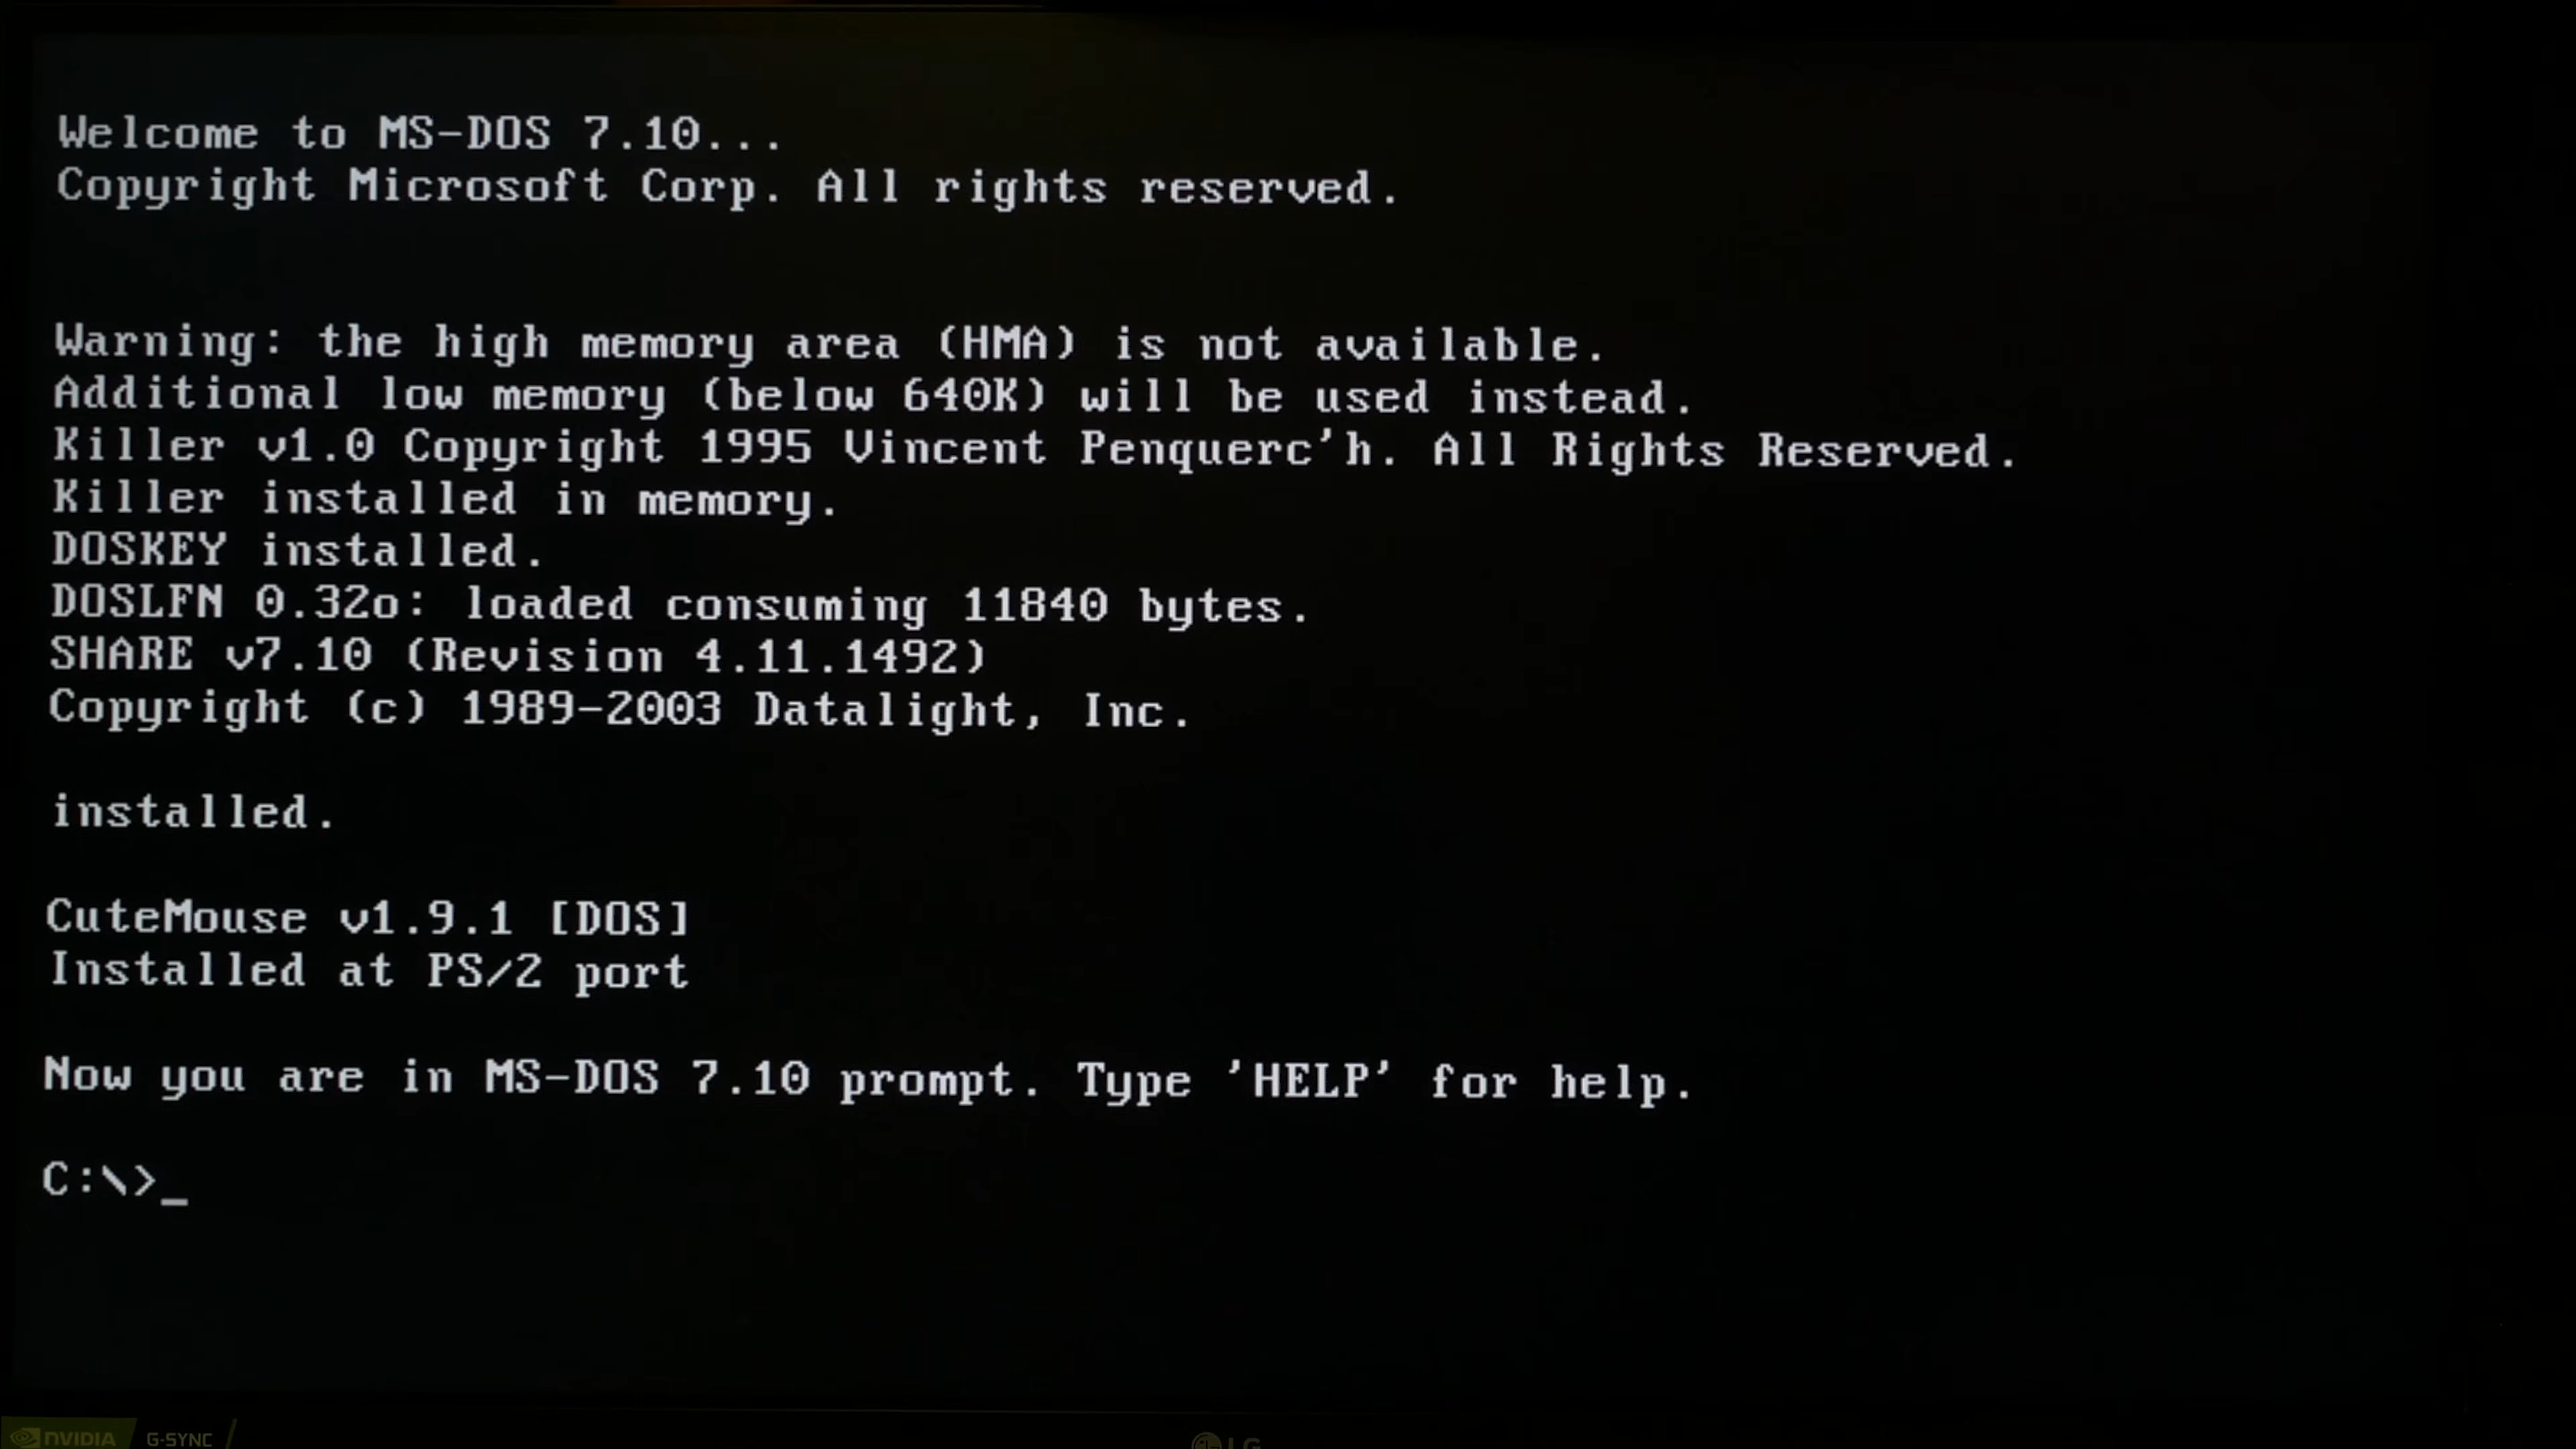 Welcome to MS-DOS 7.10...
Copyright Microsoft Corp. All rights reserved.
Warning: the high memory area (HMA) is not available.
Additional low memory (below 640K) will be used instead.
Killer v1.0 Copyright 1995 Vincent Penquerc'h. All Rights Reserved.
Killer installed in memory.
DOSKEY installed.
DOSLFN 0.32o: loaded consuming 11840 bytes.
SHARE v7.10 (Revision 4.11.1492)
Copyright (c) 1989-2003 Datalight, Inc.
installed.
CuteMouse v1.9.1 [DOS]
Installed at PS/2 port
Now you are in MS-DOS 7.10 prompt. Type 'HELP' for help.
C:\>_
NVIDIA G-SYNC
LG